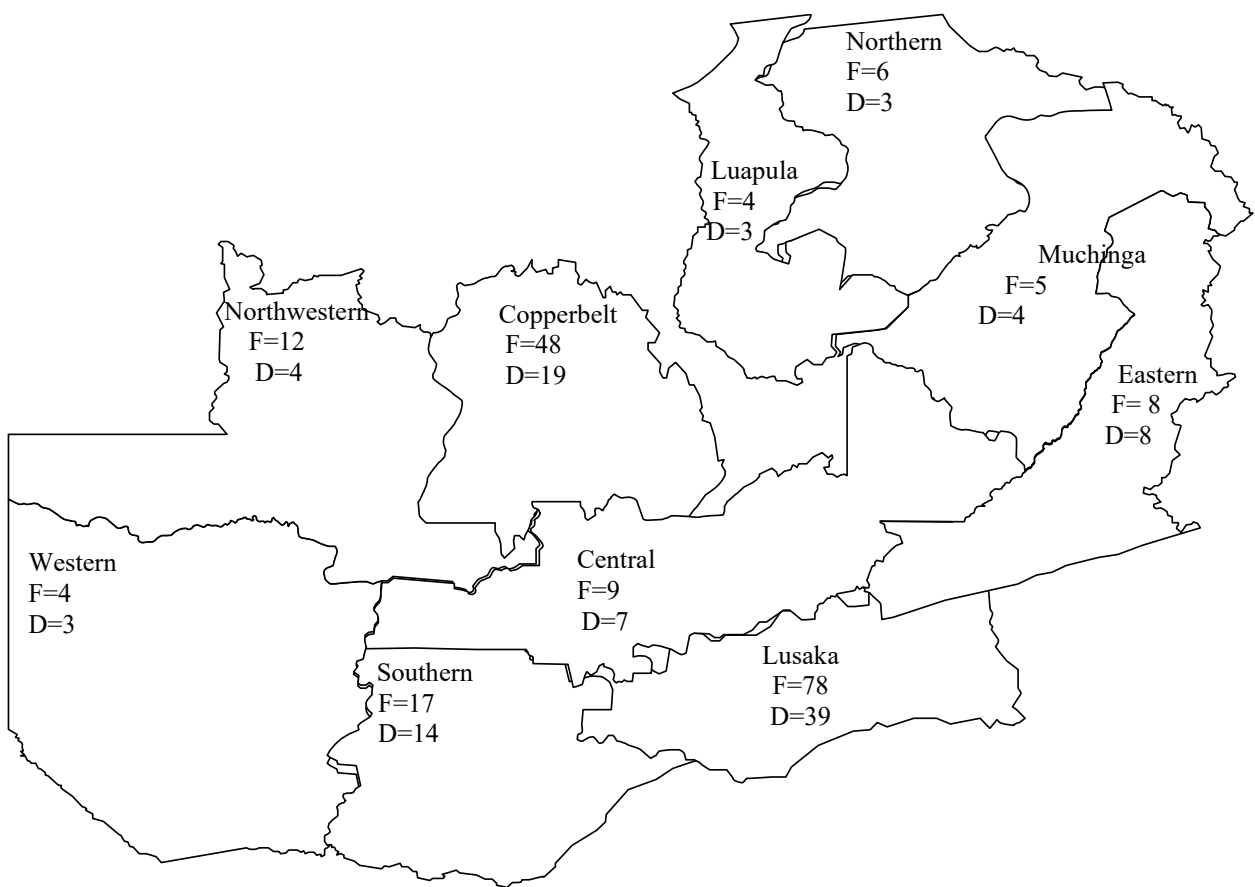 Northern
F=6
D=3
Luapula
F=4
D=3
Muchinga
F=5
D=4
Northwestern
F=12
D=4
Copperbelt
F=48
D=19
Eastern
F= 8
D=8
Western
F=4
D=3
Central
F=9
D=7
Lusaka
F=78
D=39
Southern
F=17
D=14